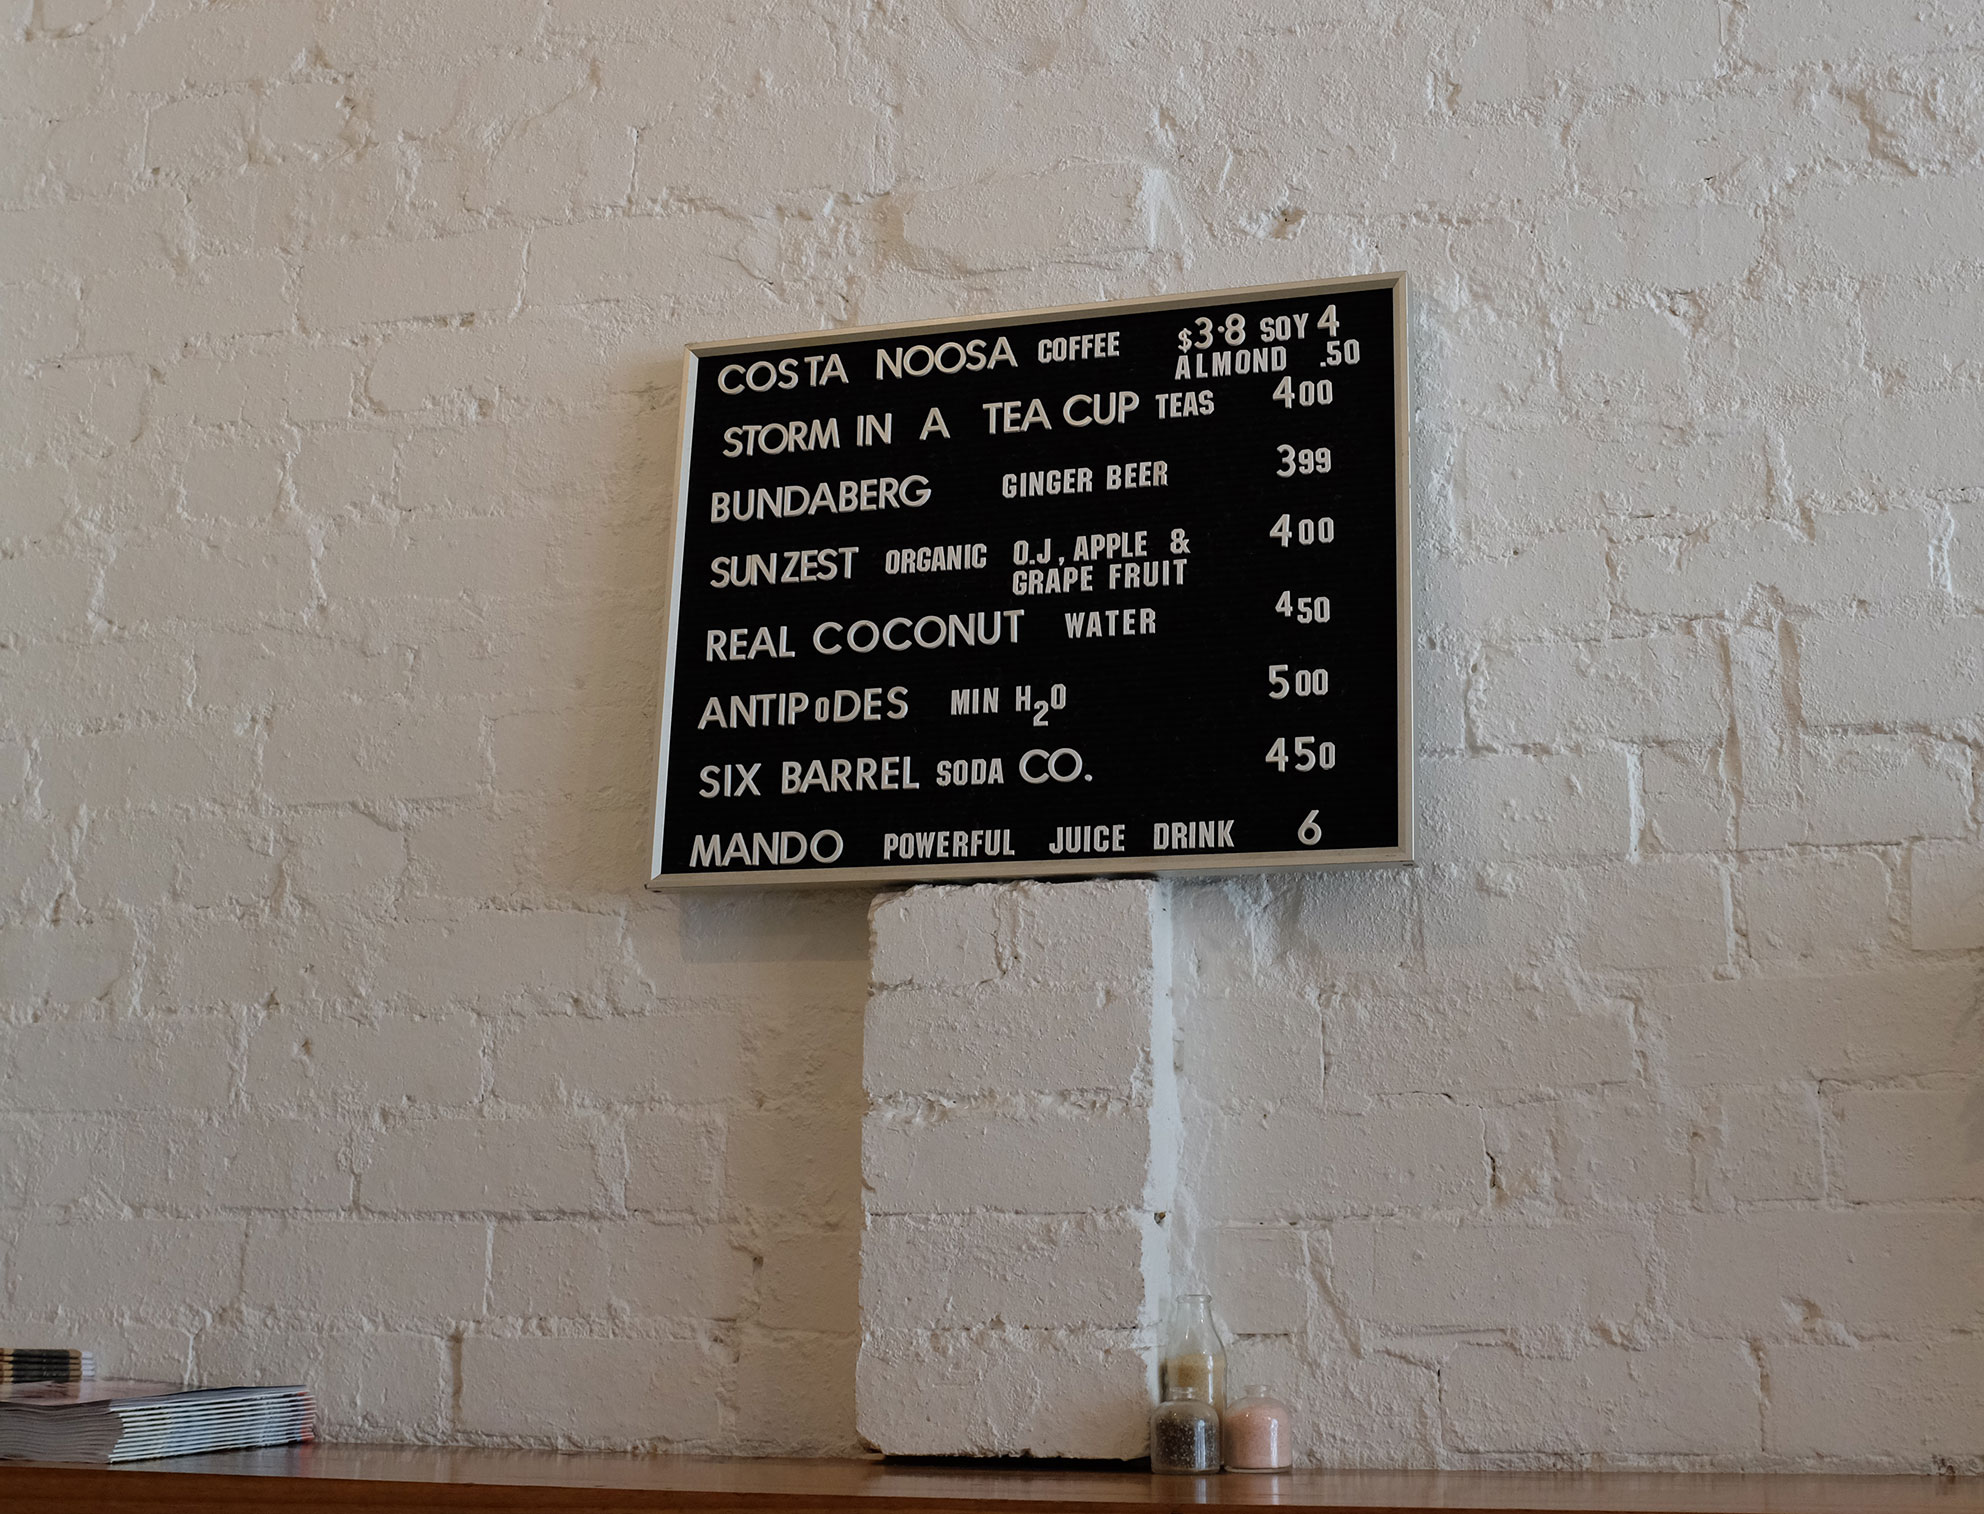 COSTA NOOSA COFFEE $3.8 SOY 4
ALMOND .50
STORM IN A TEA CUP TEAS 400
BUNDABERG GINGER BEER 399
SUNZEST ORGANIC O.J, APPLE & 400
GRAPE FRUIT
REAL COCONUT WATER 450
ANTIPoDES MIN H₂O 500
SIX BARREL SODA CO. 450
MANDO POWERFUL JUICE DRINK 6